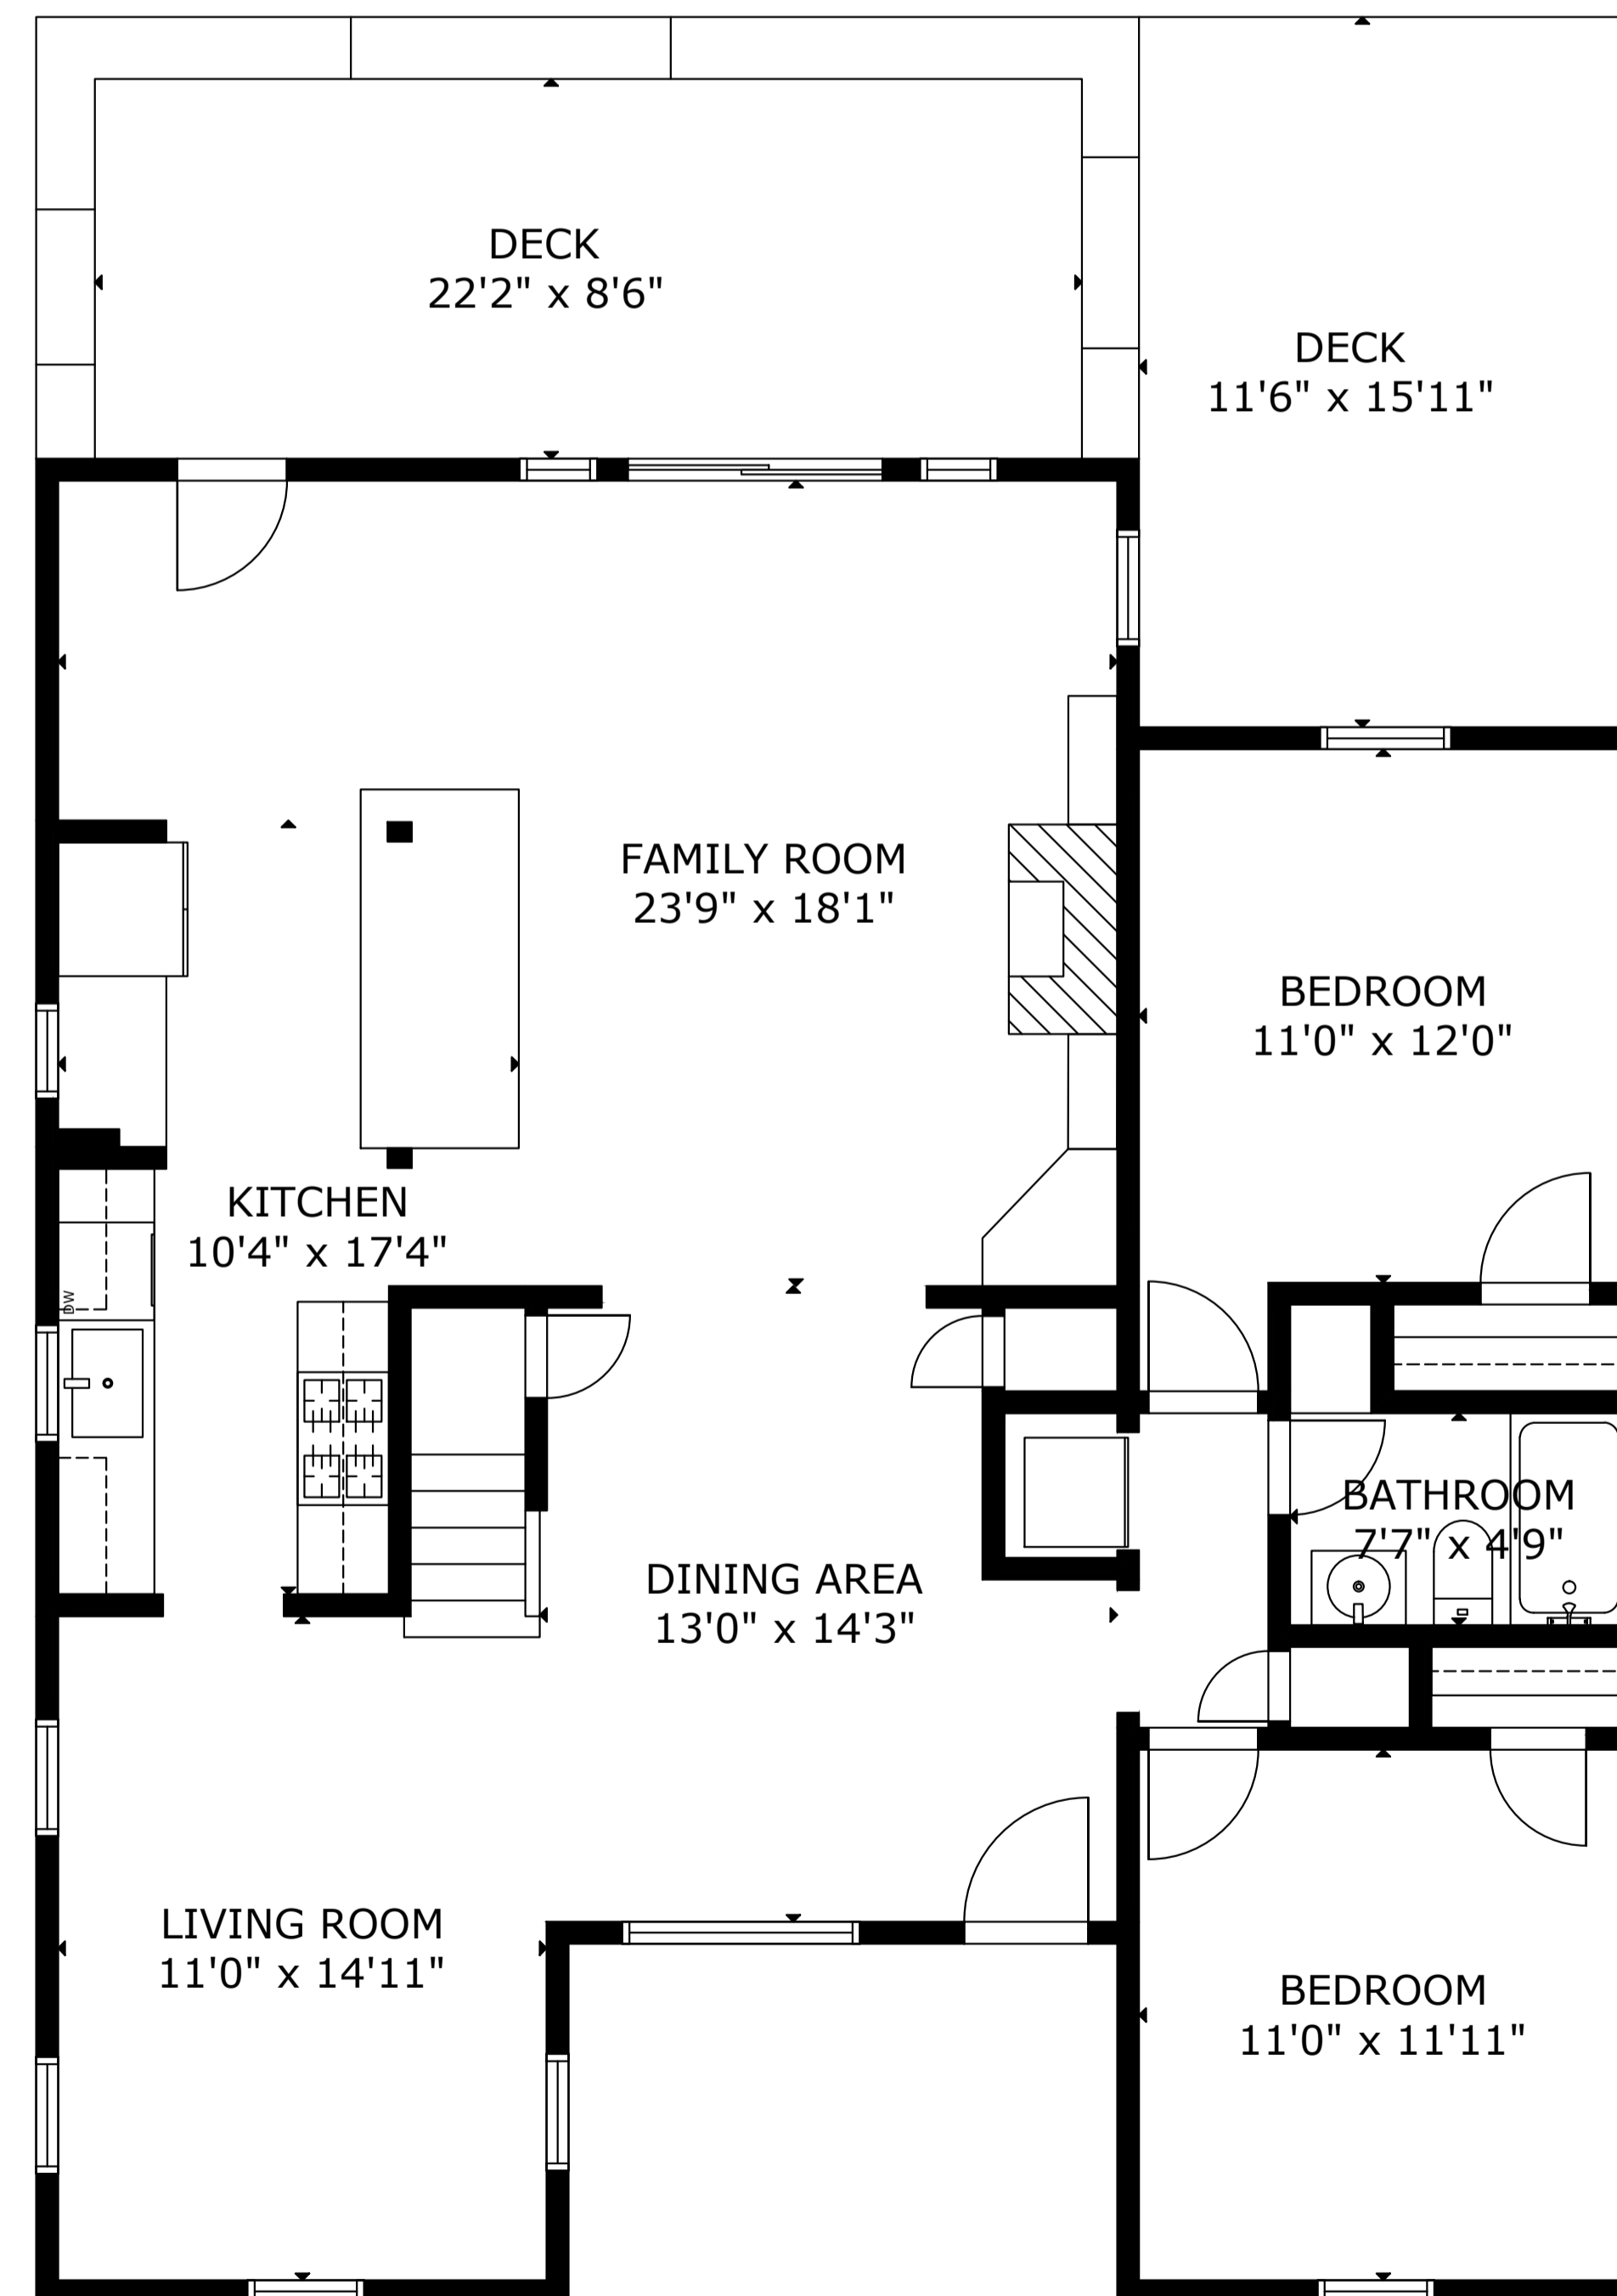 DECK
22'2" x 8'6"
DECK
11'6" x 15'11"
FAMILY ROOM
23'9" x 18'1"
BEDROOM
11'0" x 12'0"
KITCHEN
10'4" x 17'4"
DW
BATHROOM
7'7" x 4'9"
DINING AREA
13'0" x 14'3"
LIVING ROOM
11'0" x 14'11"
BEDROOM
11'0" x 11'11"